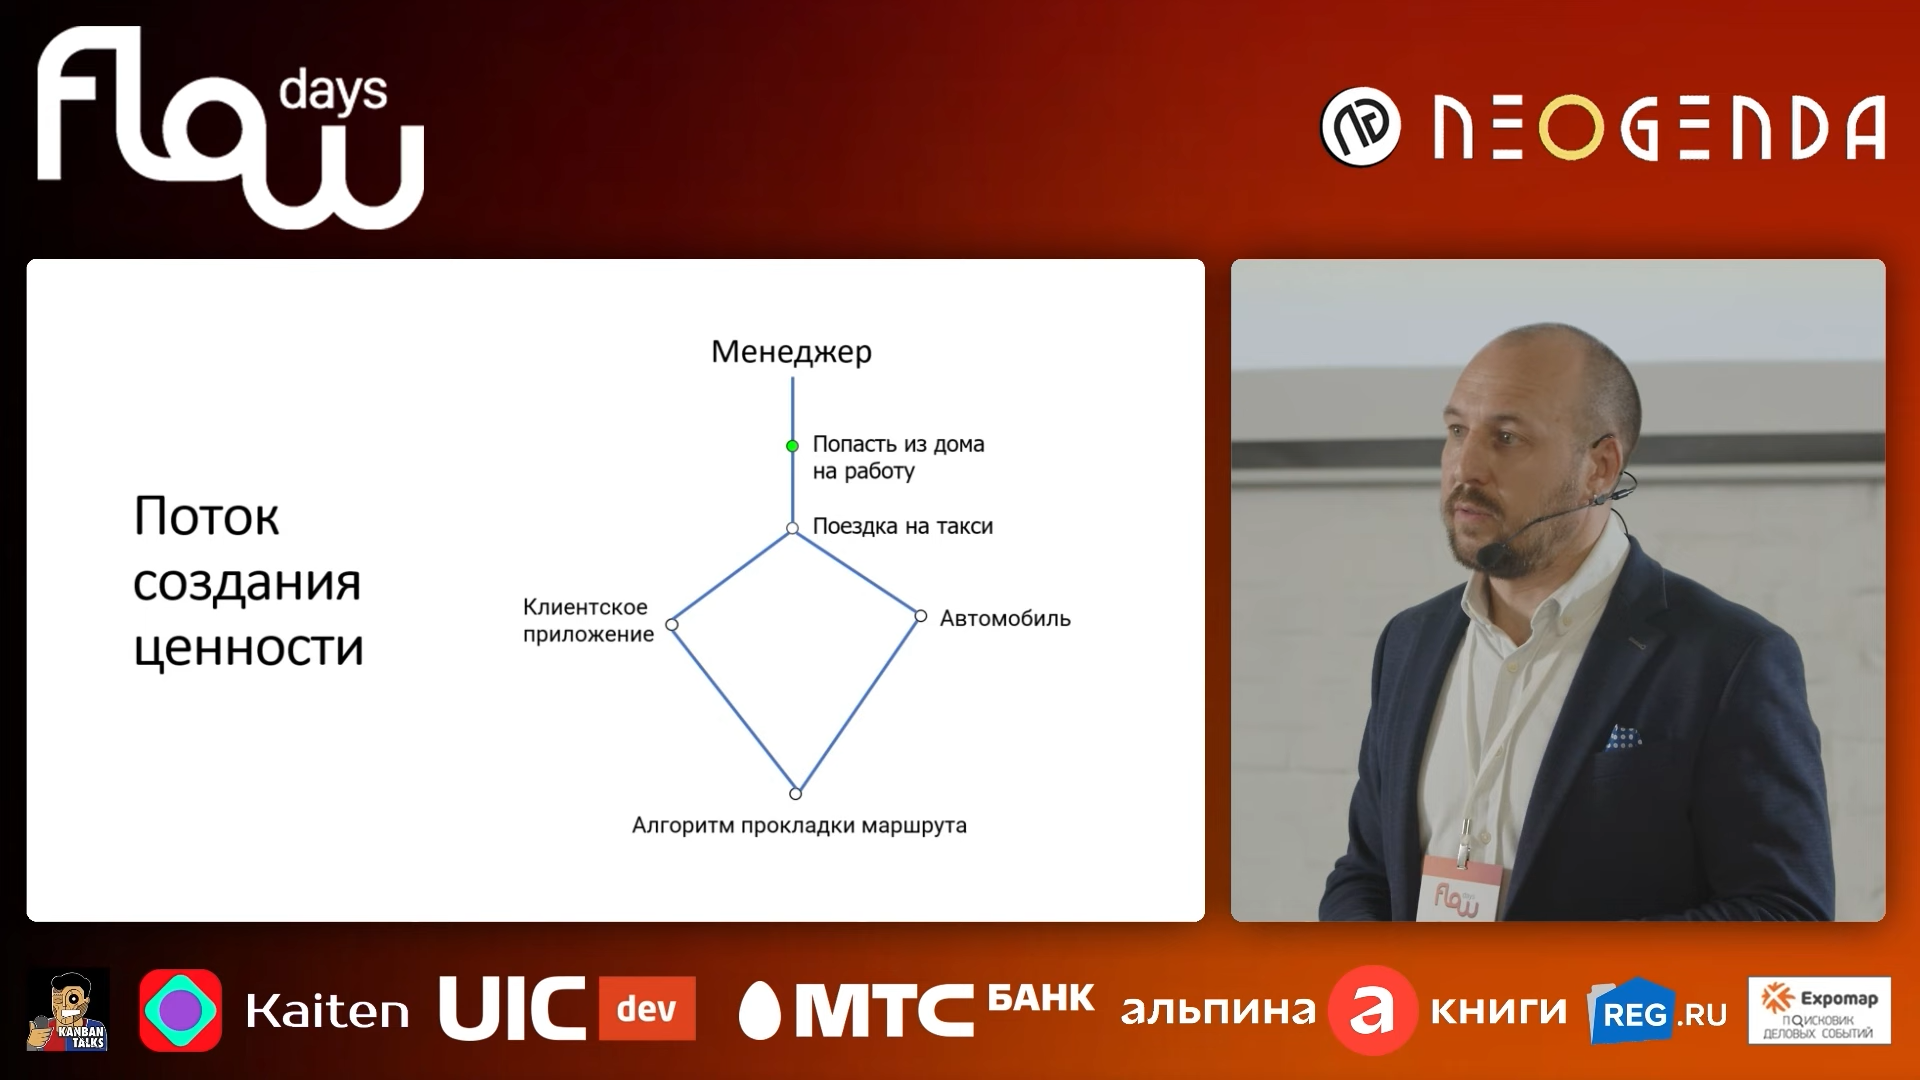 flow
days
NEOGENDA
Поток
создания
ценности
Менеджер
Попасть из дома
на работу
Поездка на такси
Клиентское
приложение
Автомобиль
Алгоритм прокладки маршрута
flow
KANBAN
TALKS
Kaiten
UIC dev
МТС БАНК
альпина а книги
REG.RU
Expomap
ПОИСКОВИК
ДЕЛОВЫХ СОБЫТИЙ